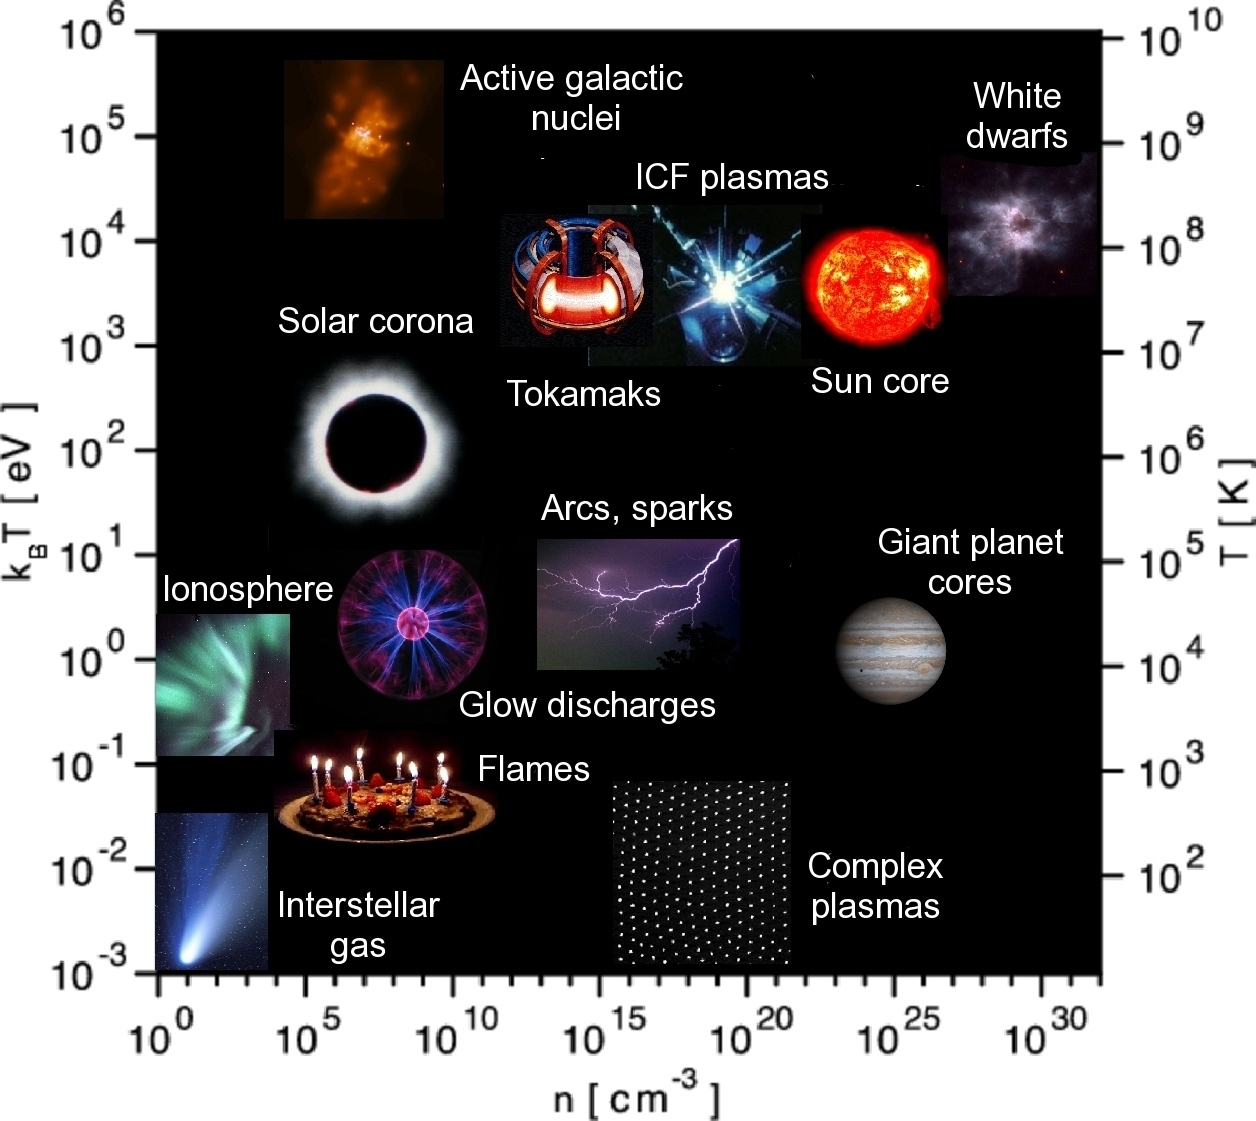 10^6
10^5
10^4
10^3
10^2
10^1
10^0
10^-1
10^-2
10^-3
k_B T [ eV ]
Active galactic
nuclei
White
dwarfs
ICF plasmas
Solar corona
Tokamaks
Sun core
Arcs, sparks
Giant planet
cores
Ionosphere
Glow discharges
Flames
Complex
plasmas
Interstellar
gas
10^10
10^9
10^8
10^7
10^6
10^5
10^4
10^3
10^2
T [ K ]
10^0 10^5 10^10 10^15 10^20 10^25 10^30
n [ cm^-3 ]